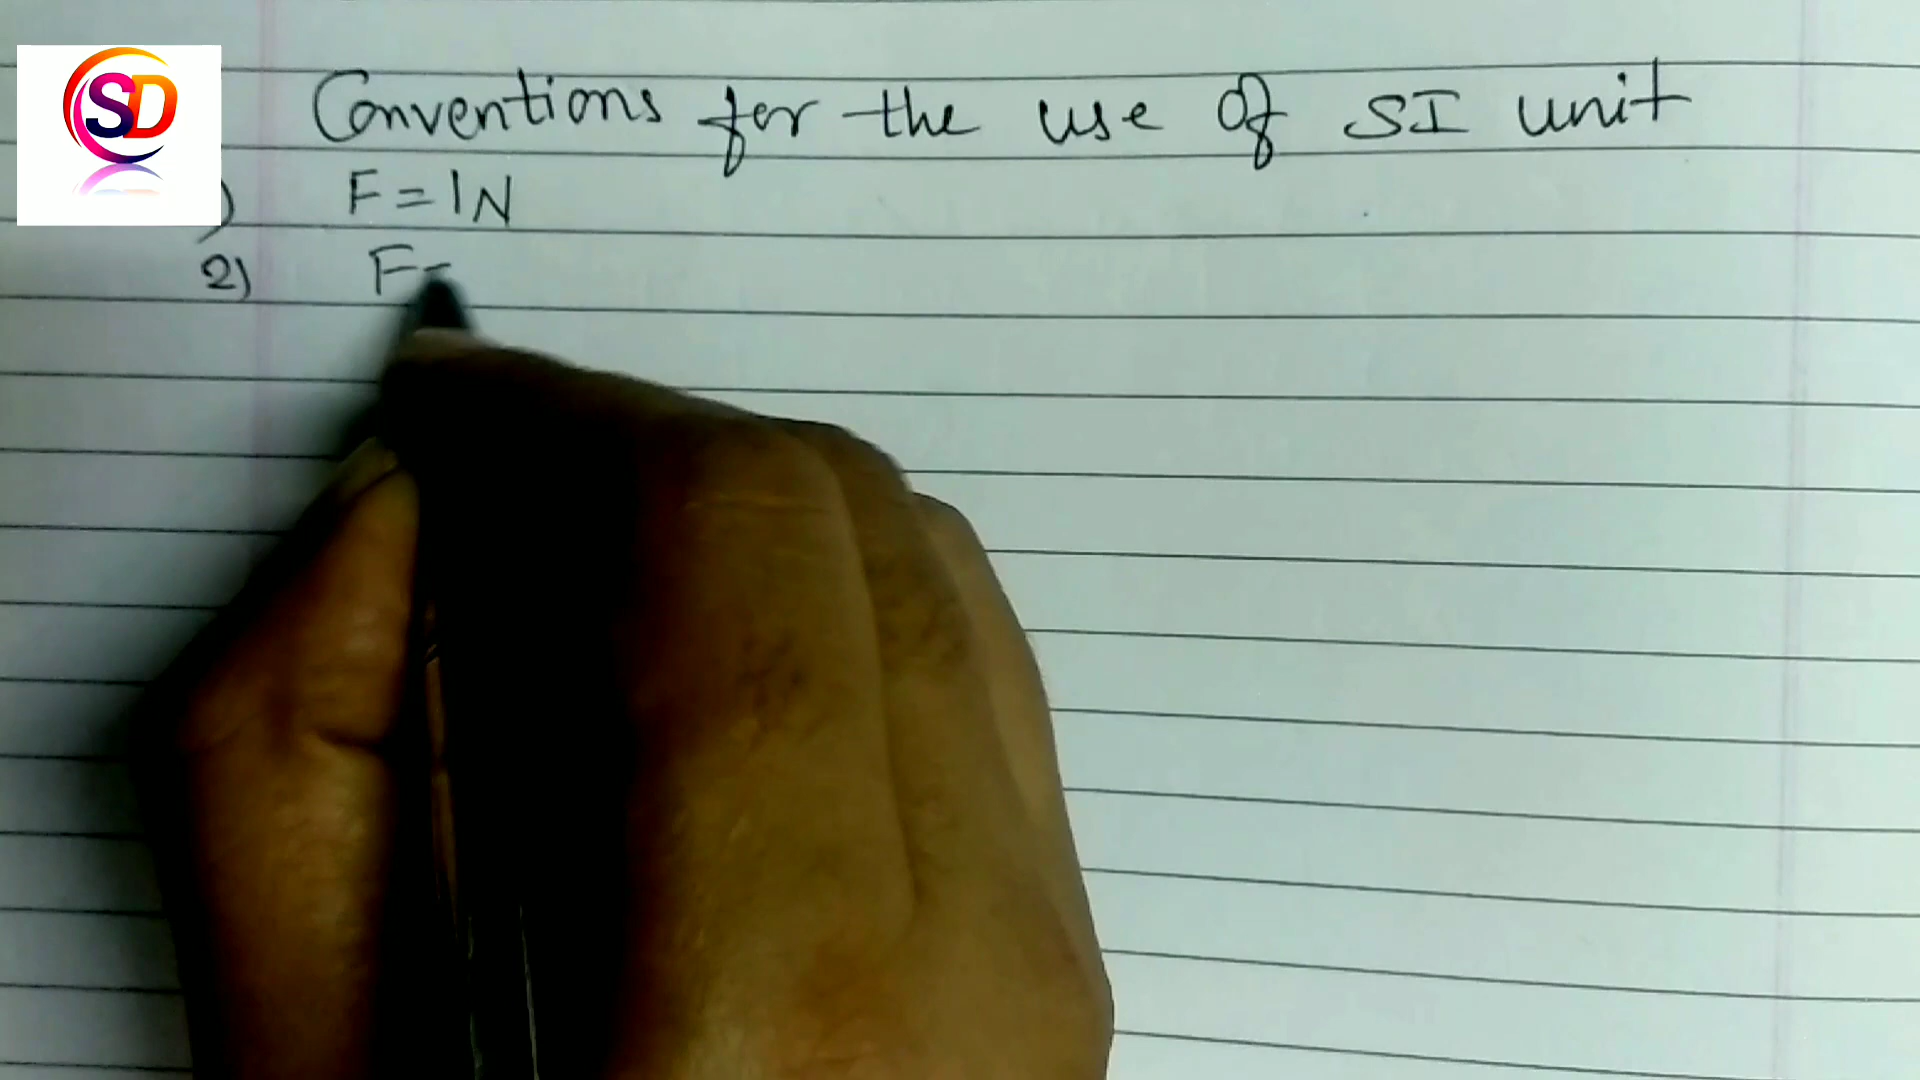 SD
Conventions for the use of SI unit
) F = 1N
2) F =